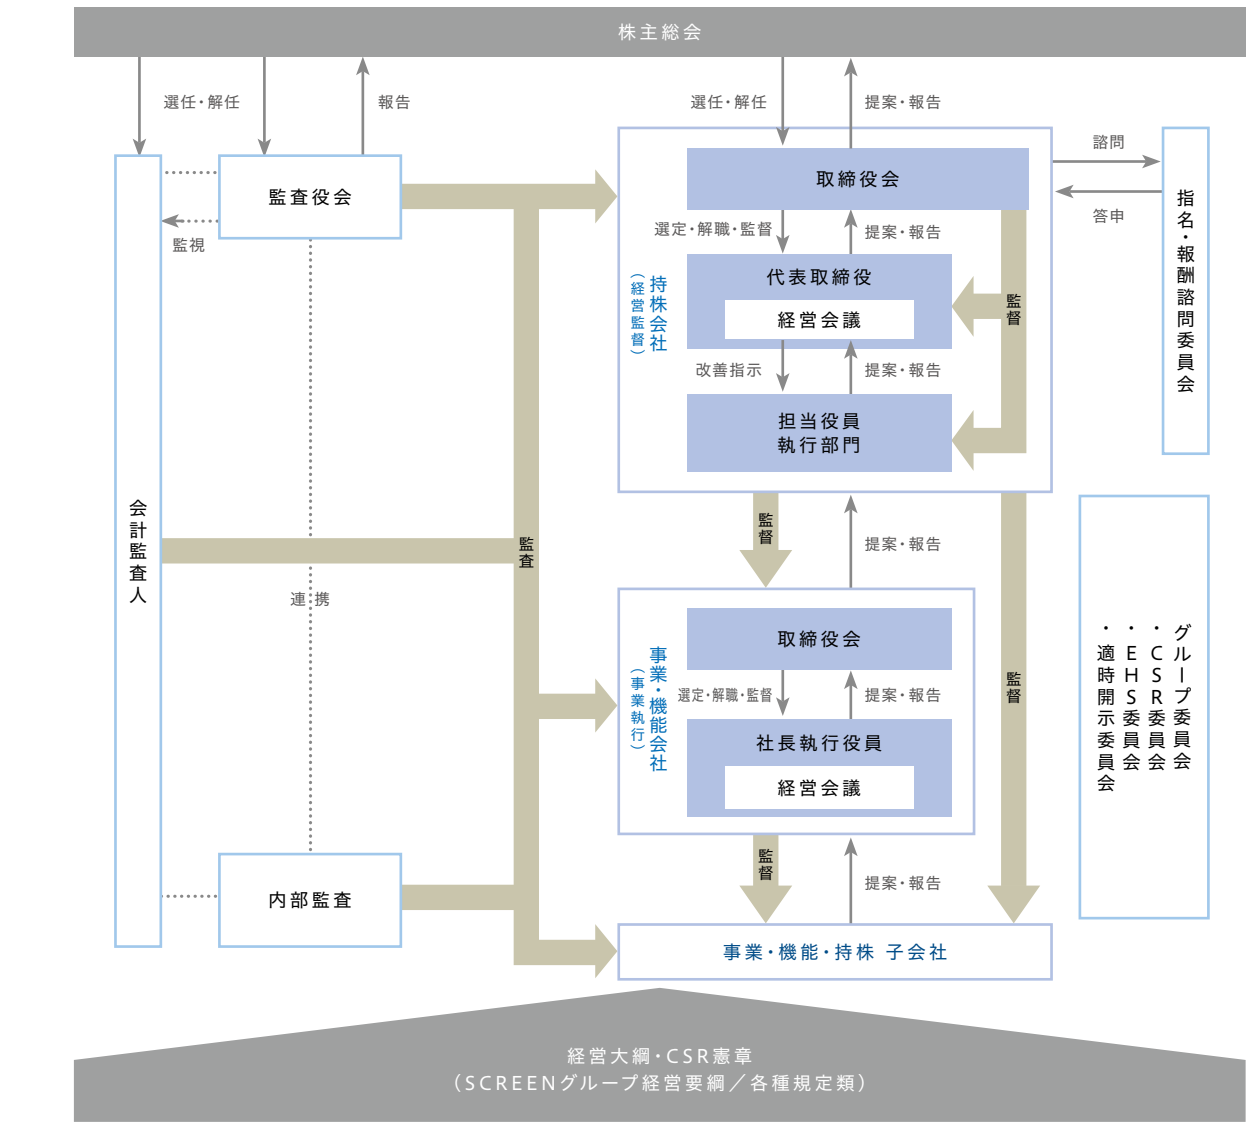 株主総会
選任・解任
報告
選任・解任
提案・報告
諮問
答申
監査役会
監視
取締役会
選定・解職・監督
提案・報告
指名・報酬諮問委員会
持株会社
（経営監督）
代表取締役
経営会議
監督
改善指示
提案・報告
担当役員
執行部門
会計監査人
監査
監督
提案・報告
連携
グループ委員会
・CSR委員会
・EHS委員会
・適時開示委員会
取締役会
事業・機能会社
（事業執行）
選定・解職・監督
提案・報告
監督
社長執行役員
経営会議
監督
提案・報告
内部監査
事業・機能・持株 子会社
経営大綱・CSR憲章
（SCREENグループ経営要綱／各種規定類）